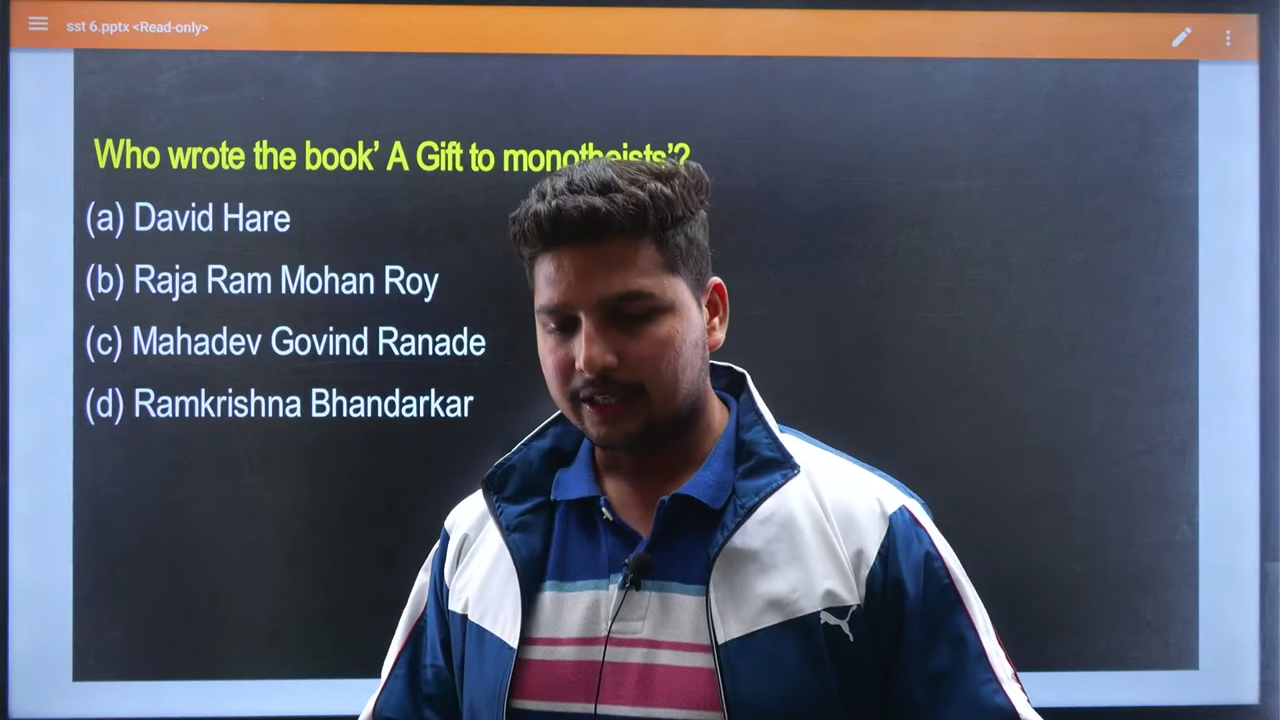 sst 6.pptx <Read-only>
Who wrote the book’ A Gift to monotheists’?
(a) David Hare
(b) Raja Ram Mohan Roy
(c) Mahadev Govind Ranade
(d) Ramkrishna Bhandarkar